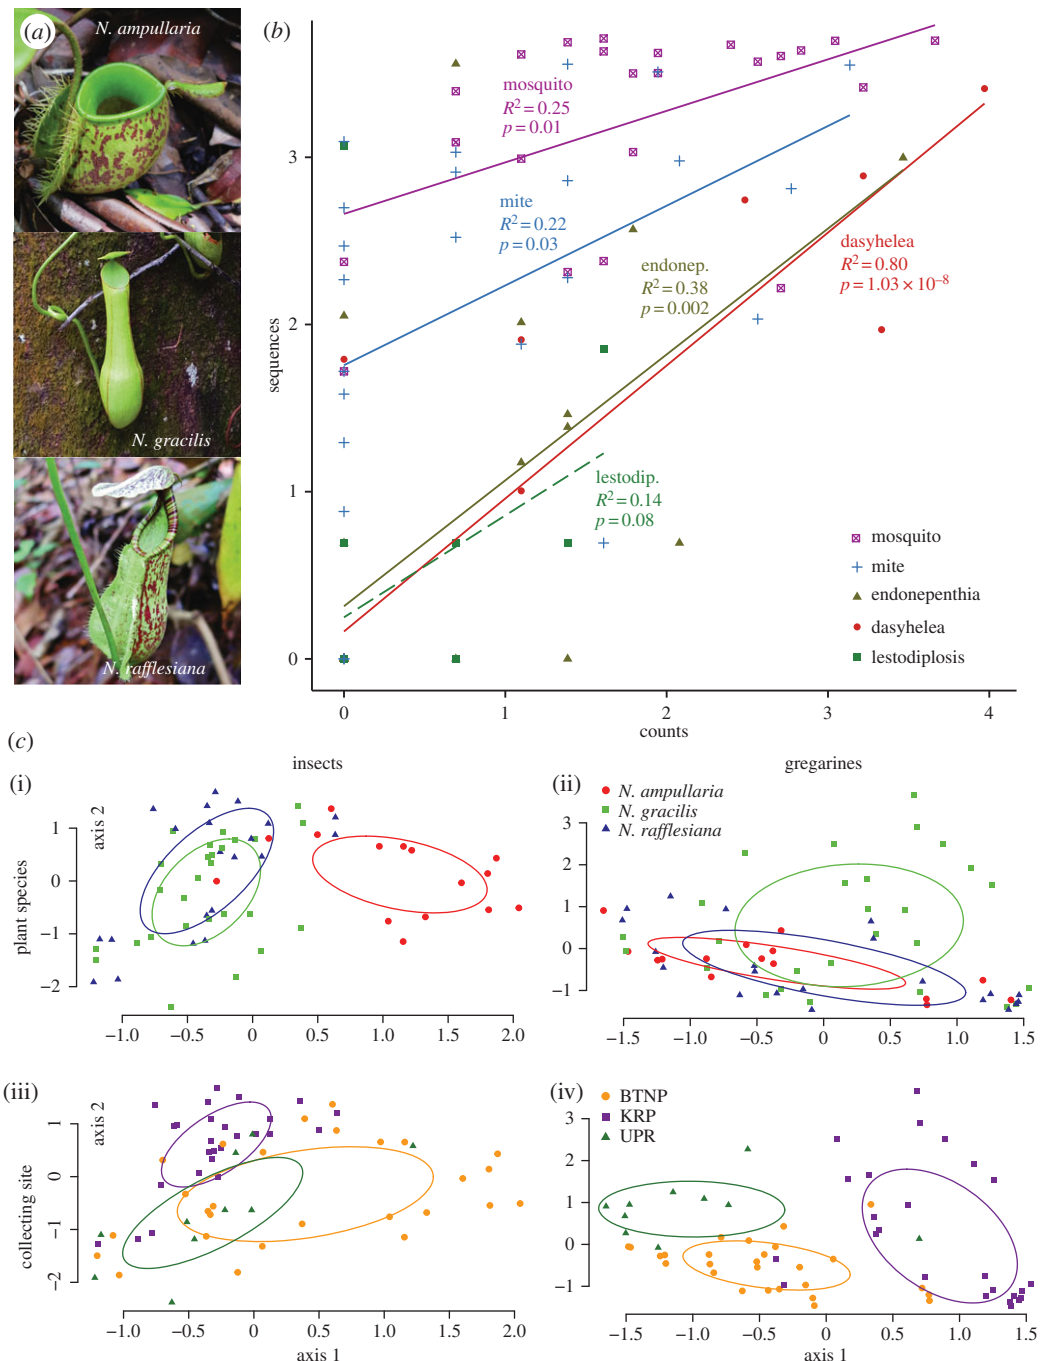 (a)
N. ampullaria
N. gracilis
N. rafflesiana
(b)
sequences
3
2
1
0
mosquito
R² = 0.25
p = 0.01
mite
R² = 0.22
p = 0.03
endonep.
R² = 0.38
p = 0.002
dasyhelea
R² = 0.80
p = 1.03 × 10⁻⁸
lestodip.
R² = 0.14
p = 0.08
mosquito
mite
endonepenthia
dasyhelea
lestodiplosis
0 1 2 3 4
counts
(c)
insects
gregarines
(i)
axis 2
plant species
1
0
−1
−2
−1.0 −0.5 0 0.5 1.0 1.5 2.0
(ii)
N. ampullaria
N. gracilis
N. rafflesiana
3
2
1
0
−1
−1.5 −1.0 −0.5 0 0.5 1.0 1.5
(iii)
axis 2
collecting site
1
0
−1
−2
−1.0 −0.5 0 0.5 1.0 1.5 2.0
axis 1
(iv)
BTNP
KRP
UPR
3
2
1
0
−1
−1.5 −1.0 −0.5 0 0.5 1.0 1.5
axis 1